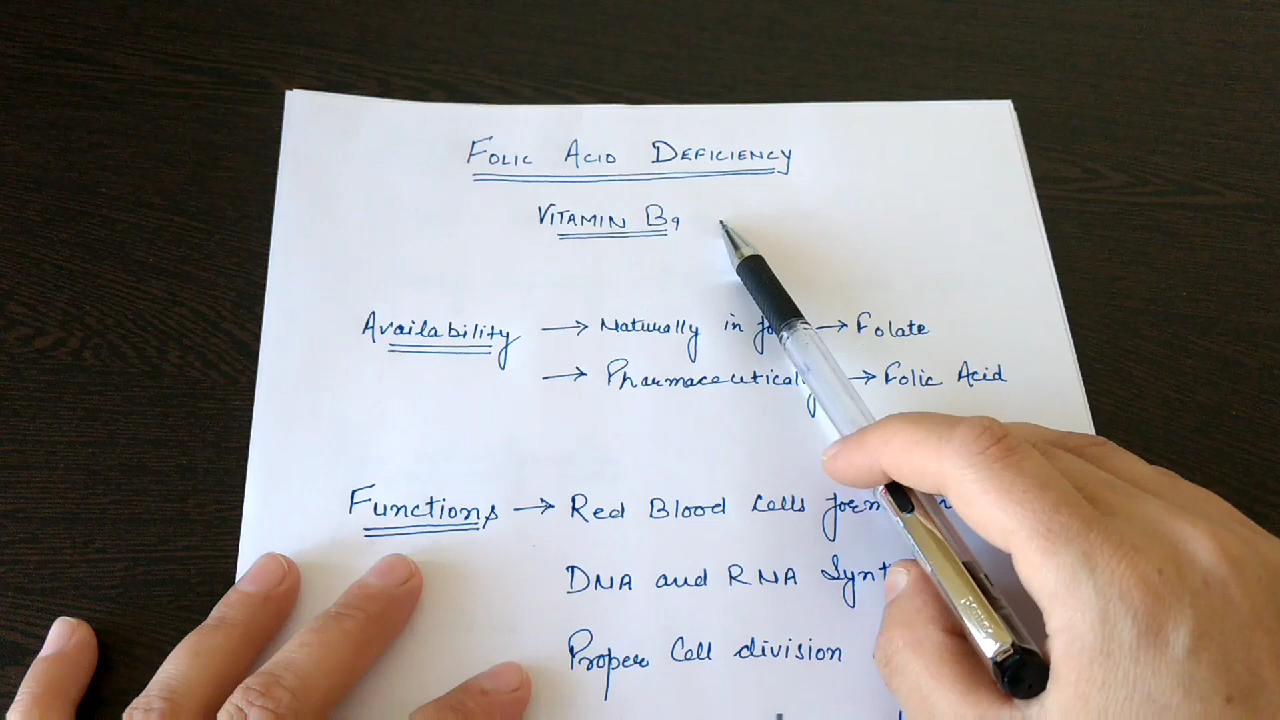 FOLIC ACID DEFICIENCY
VITAMIN B9
Availability → Naturally in → Folate
→ Pharmaceutically → Folic Acid
Functions → Red Blood Cells
DNA and RNA
Proper Cell division